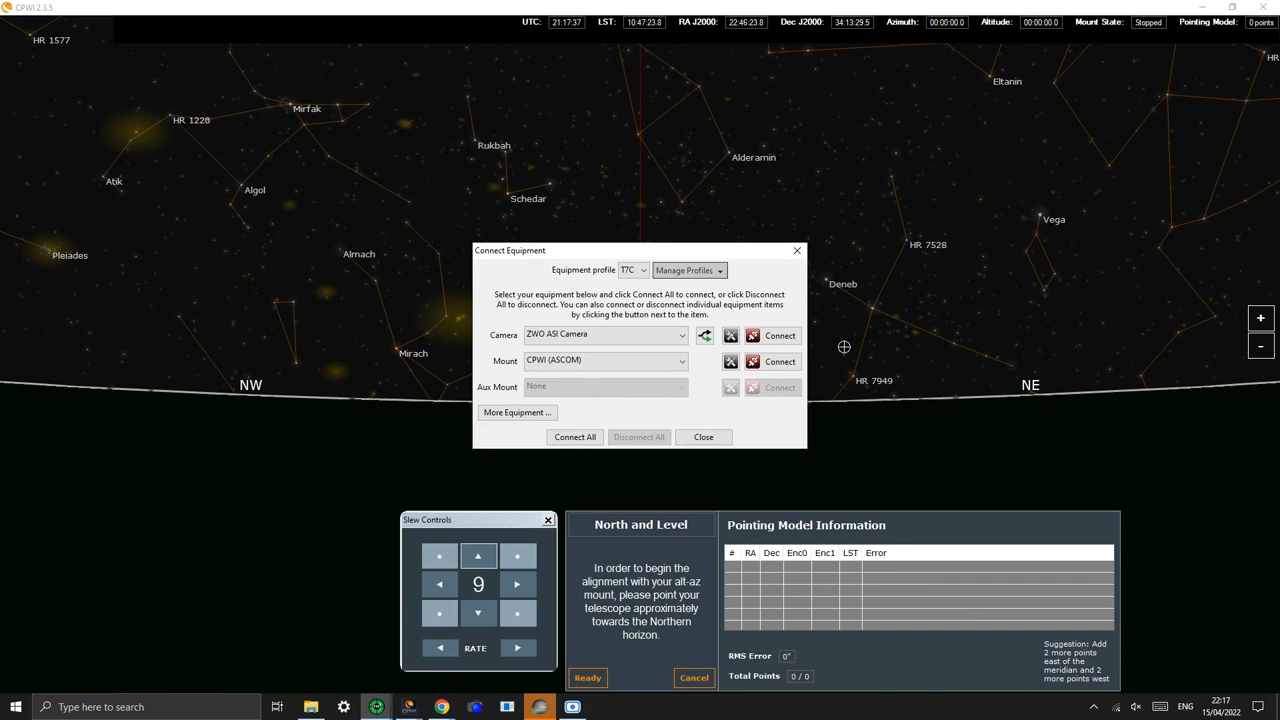 CPWI 2.3.5
UTC: 21:17:37 LST: 10:47:23.8 RA J2000: 22:46:23.8 Dec J2000: 34:13:29.5 Azimuth: 00:00:00.0 Altitude: 00:00:00.0 Mount State: Stopped Pointing Model: 0 points
HR 1577
HR
Eltanin
Mirfak
HR 1220
Rukbah
Alderamin
Atik
Algol
Schedar
Vega
HR 7528
Pleiades
Almach
Deneb
Mirach
HR 7949
NW
NE
Connect Equipment
Equipment profile T7C Manage Profiles
Select your equipment below and click Connect All to connect, or click Disconnect
All to disconnect. You can also connect or disconnect individual equipment items
by clicking the button next to the item.
Camera ZWO ASI Camera Connect
Mount CPWI (ASCOM) Connect
Aux Mount None Connect
More Equipment ...
Connect All Disconnect All Close
+
-
Slew Controls
9
RATE
North and Level
In order to begin the
alignment with your alt-az
mount, please point your
telescope approximately
towards the Northern
horizon.
Ready Cancel
Pointing Model Information
# RA Dec Enc0 Enc1 LST Error
RMS Error 0"
Total Points 0 / 0
Suggestion: Add
2 more points
east of the
meridian and 2
more points west
Type here to search
ENG
22:17
15/04/2022